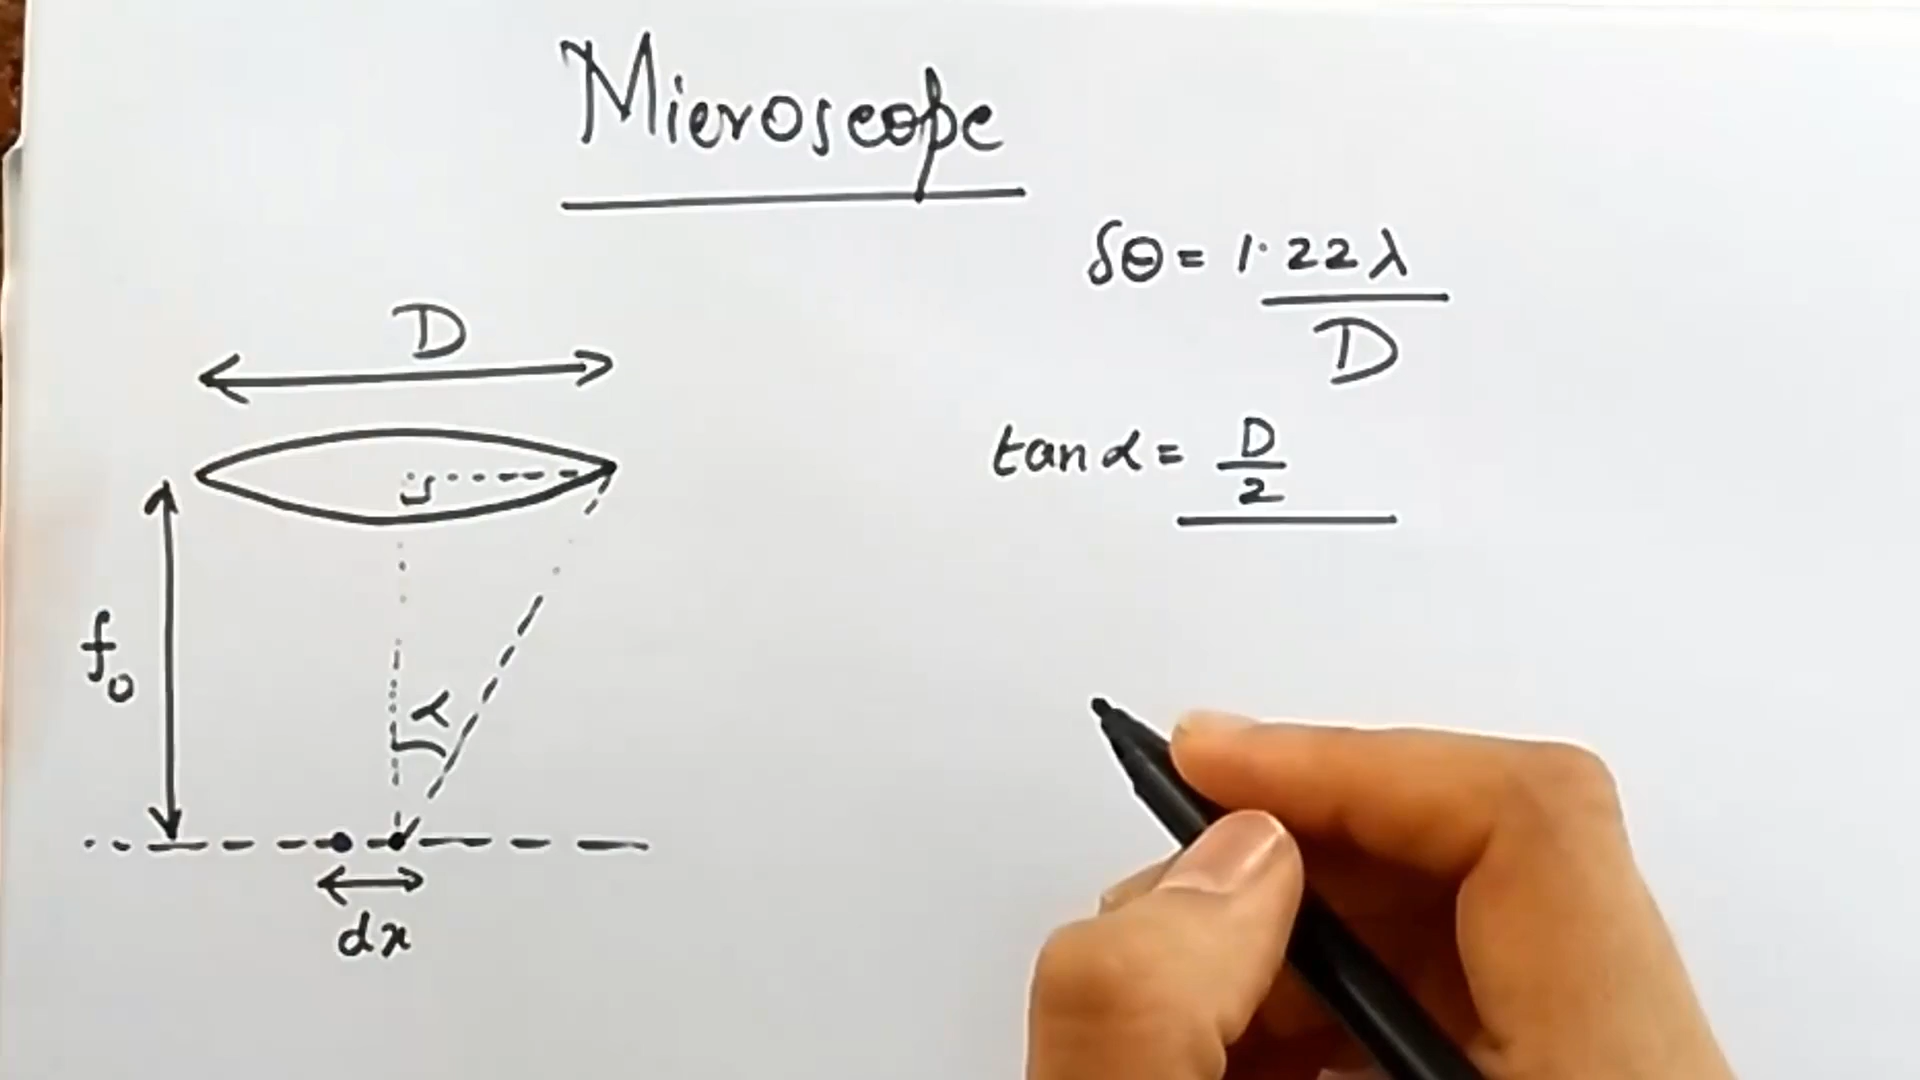 Microscope
δθ = 1.22λ
D
D
tan α = D
2
f₀
α
dx